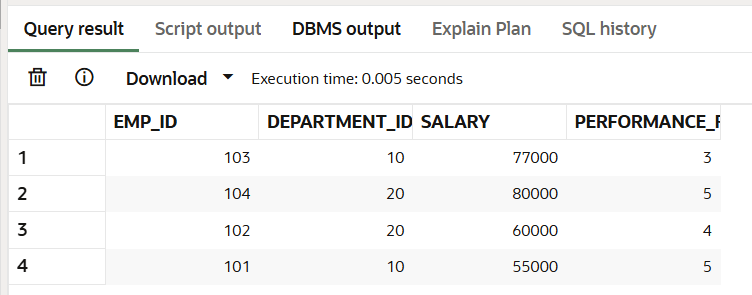 Query result Script output DBMS output Explain Plan SQL history
Download Execution time: 0.005 seconds
EMP_ID DEPARTMENT_ID SALARY PERFORMANCE_
1 103 10 77000 3
2 104 20 80000 5
3 102 20 60000 4
4 101 10 55000 5